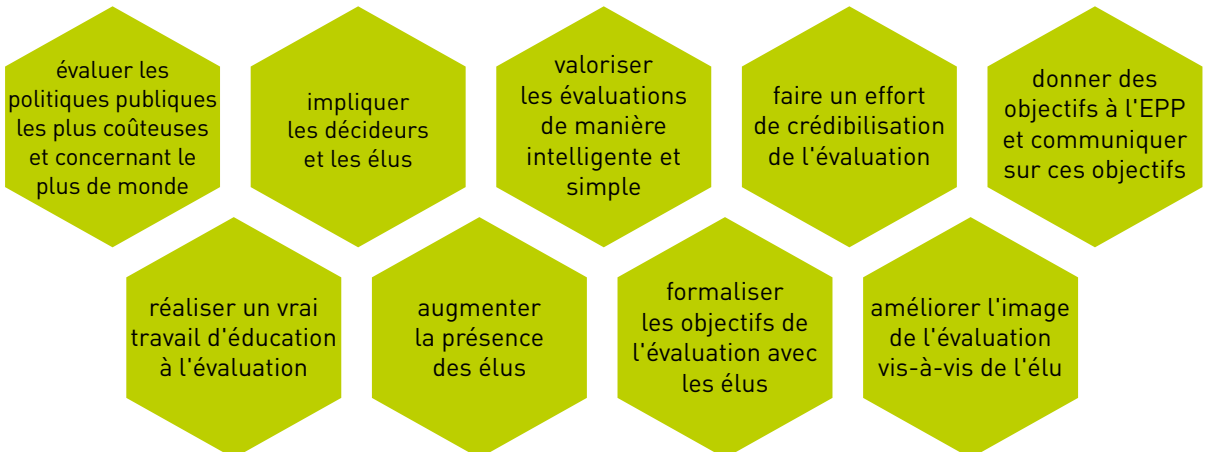 évaluer les
politiques publiques
les plus coûteuses
et concernant le
plus de monde
impliquer
les décideurs
et les élus
valoriser
les évaluations
de manière
intelligente et
simple
faire un effort
de crédibilisation
de l'évaluation
donner des
objectifs à l'EPP
et communiquer
sur ces objectifs
réaliser un vrai
travail d'éducation
à l'évaluation
augmenter
la présence
des élus
formaliser
les objectifs de
l'évaluation avec
les élus
améliorer l'image
de l'évaluation
vis-à-vis de l'élu